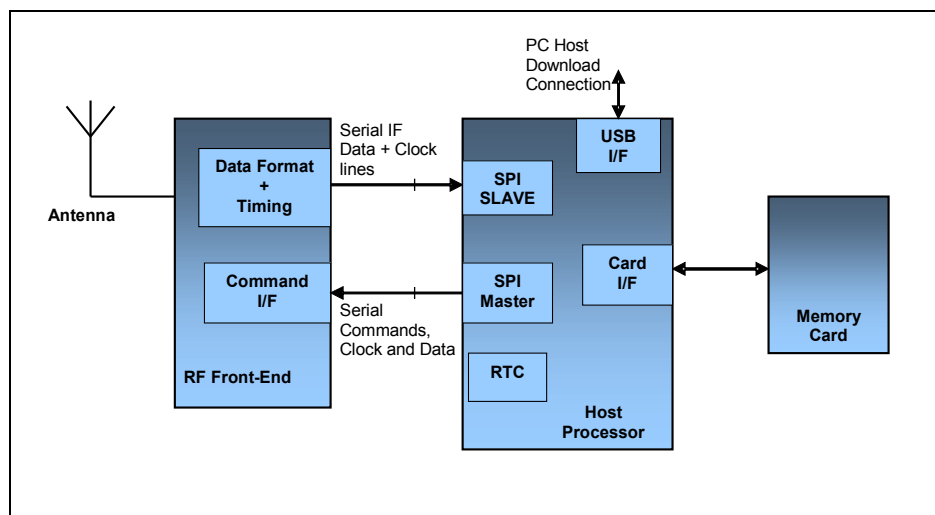 PC Host
Download
Connection
USB
I/F
Serial IF
Data + Clock
lines
Data Format
+
Timing
SPI
SLAVE
Antenna
Card
I/F
Command
I/F
SPI
Master
Serial
Commands,
Clock and Data
Memory
Card
RF Front-End
RTC
Host
Processor